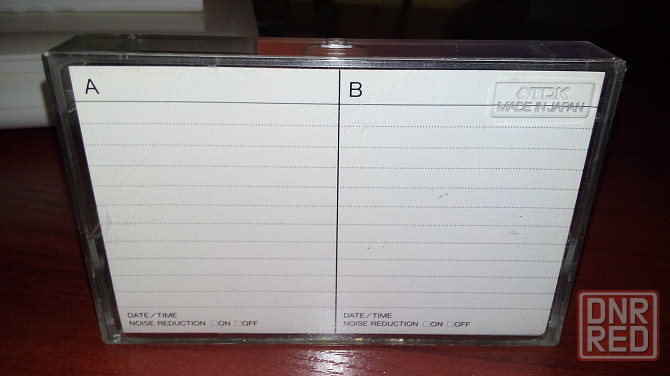 A
B
TDK
MADE IN JAPAN
DATE/TIME
NOISE REDUCTION □ON □OFF
DATE/TIME
NOISE REDUCTION □ON □OFF
DNR
RED